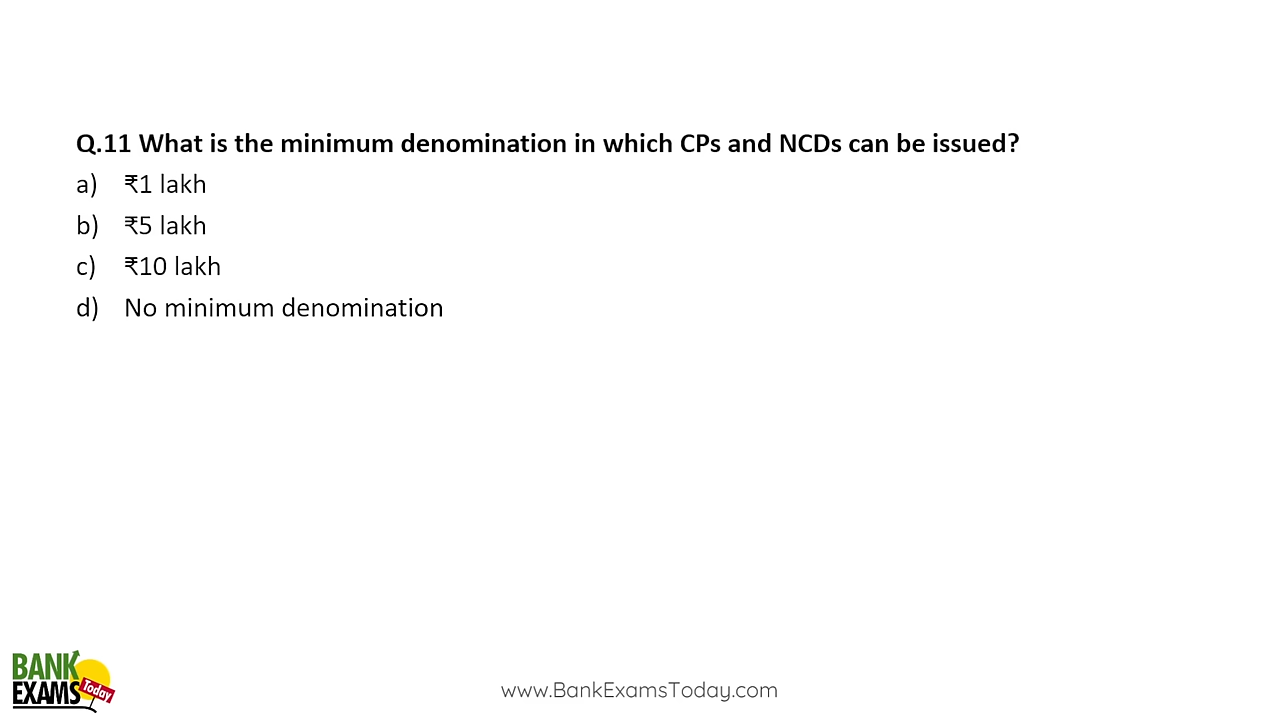 Q.11 What is the minimum denomination in which CPs and NCDs can be issued?
a) ₹1 lakh
b) ₹5 lakh
c) ₹10 lakh
d) No minimum denomination
BANK
EXAMS Today
www.BankExamsToday.com